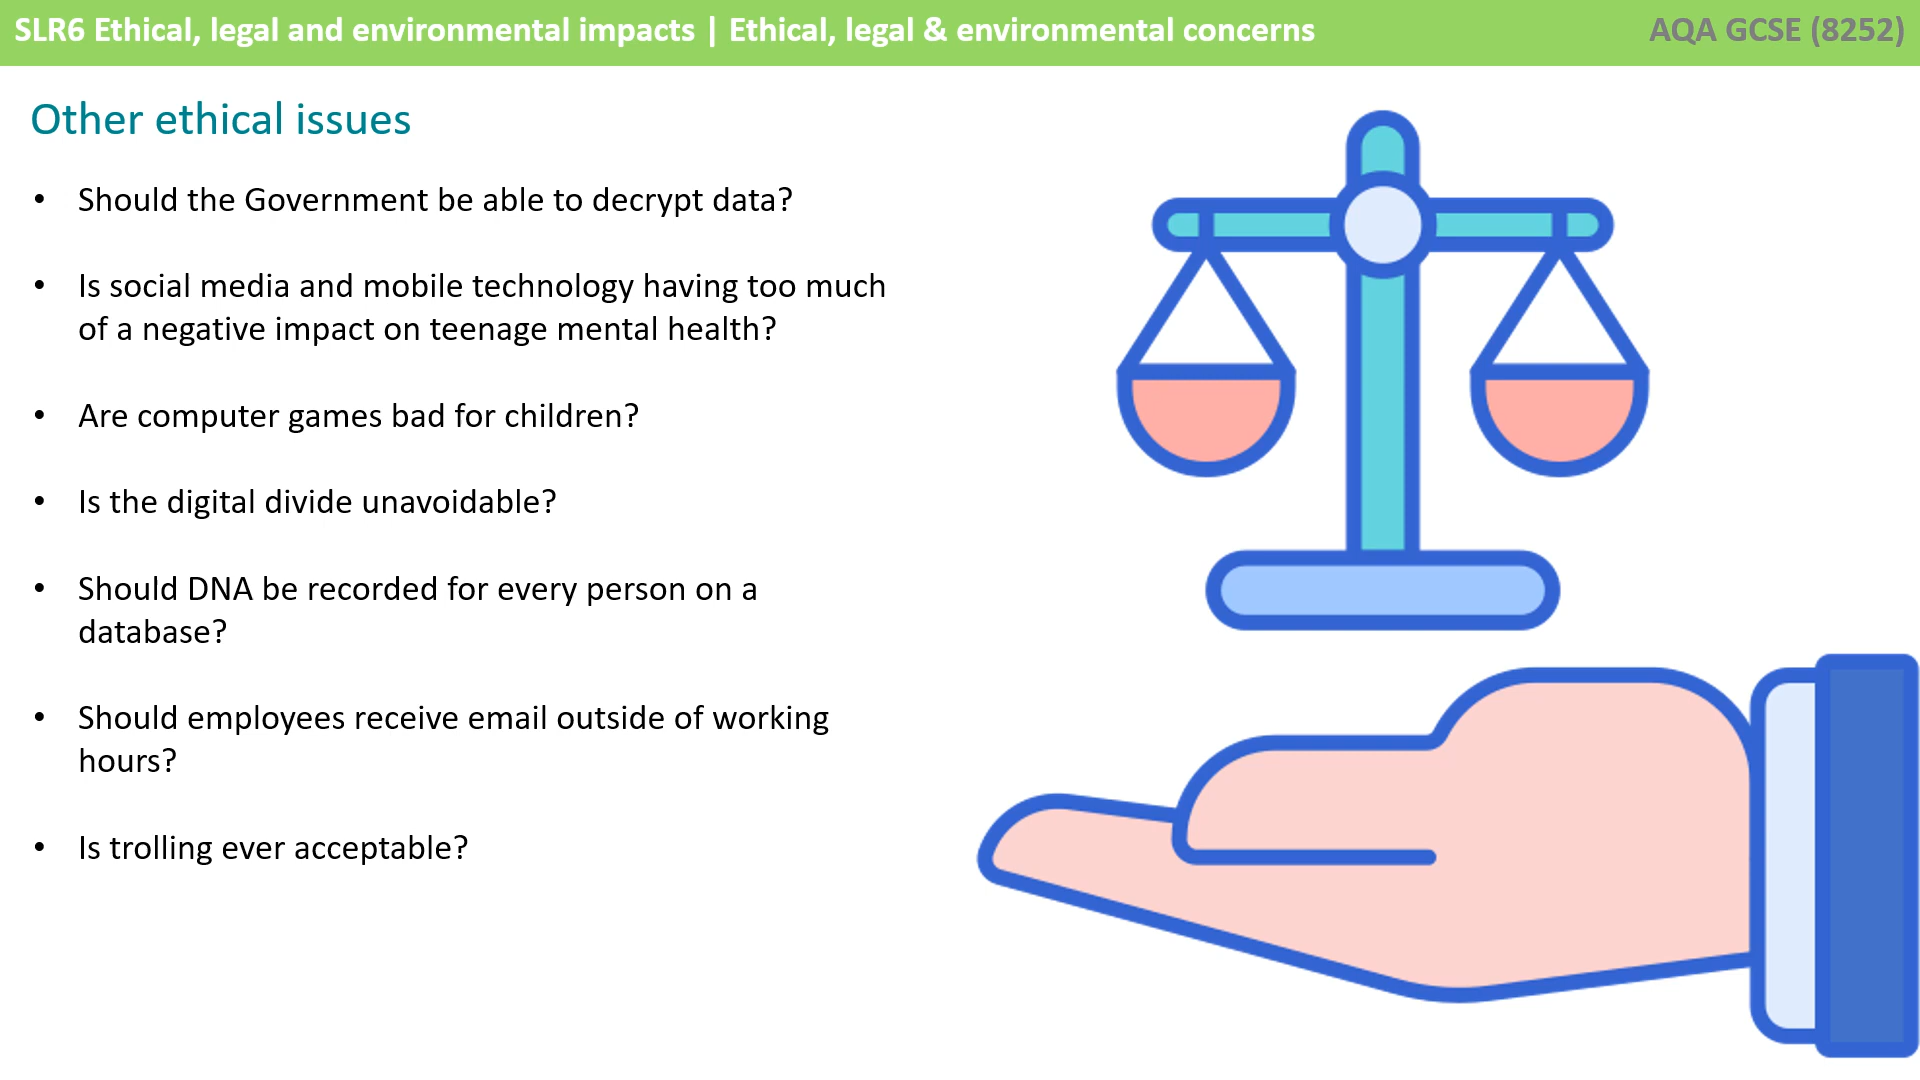 SLR6 Ethical, legal and environmental impacts | Ethical, legal & environmental concerns
AQA GCSE (8252)
Other ethical issues
• Should the Government be able to decrypt data?
• Is social media and mobile technology having too much
of a negative impact on teenage mental health?
• Are computer games bad for children?
• Is the digital divide unavoidable?
• Should DNA be recorded for every person on a
database?
• Should employees receive email outside of working
hours?
• Is trolling ever acceptable?